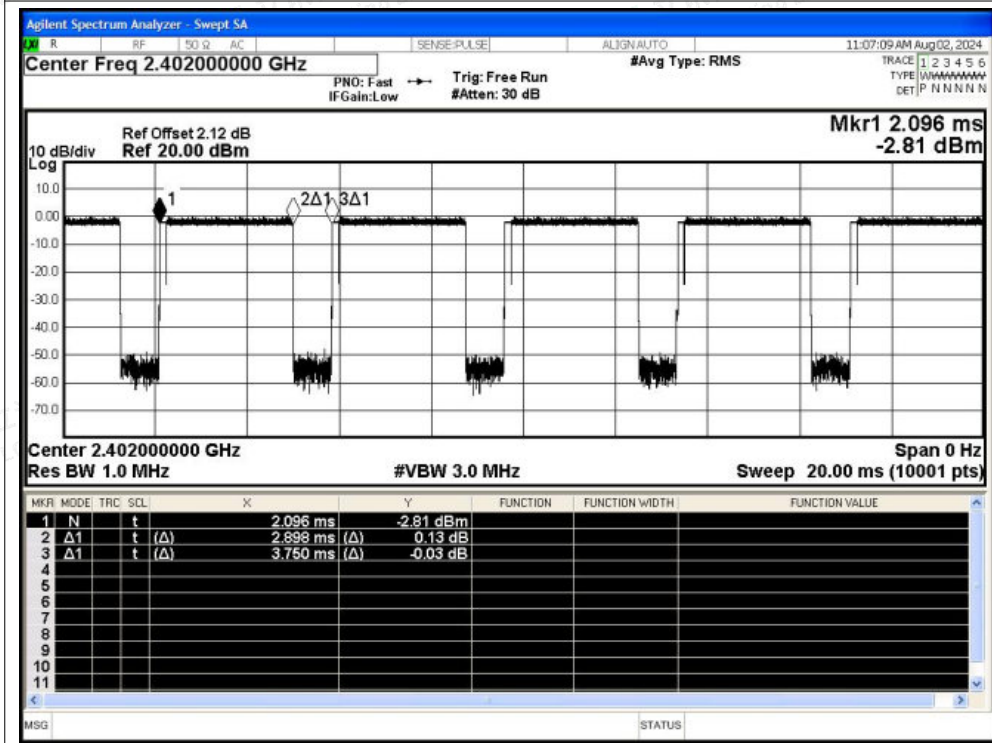 Agilent Spectrum Analyzer - Swept SA
LXI R RF 50 Ω AC SENSE:PULSE ALIGN AUTO 11:07:09 AM Aug 02, 2024
Center Freq 2.402000000 GHz #Avg Type: RMS TRACE 1 2 3 4 5 6
PNO: Fast Trig: Free Run TYPE WWWWWW
IFGain:Low #Atten: 30 dB DET P N N N N N
Mkr1 2.096 ms
Ref Offset 2.12 dB
10 dB/div Ref 20.00 dBm -2.81 dBm
Log
10.0
1 2Δ1 3Δ1
0.00
-10.0
-20.0
-30.0
-40.0
-50.0
-60.0
-70.0
Center 2.402000000 GHz Span 0 Hz
Res BW 1.0 MHz #VBW 3.0 MHz Sweep 20.00 ms (10001 pts)
MKR MODE TRC SCL X Y FUNCTION FUNCTION WIDTH FUNCTION VALUE
1 N t 2.096 ms -2.81 dBm
2 Δ1 t (Δ) 2.898 ms (Δ) 0.13 dB
3 Δ1 t (Δ) 3.750 ms (Δ) -0.03 dB
4
5
6
7
8
9
10
11
MSG STATUS